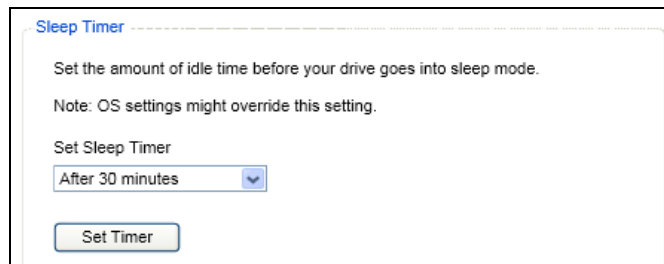 Sleep Timer
Set the amount of idle time before your drive goes into sleep mode.
Note: OS settings might override this setting.
Set Sleep Timer
After 30 minutes
Set Timer